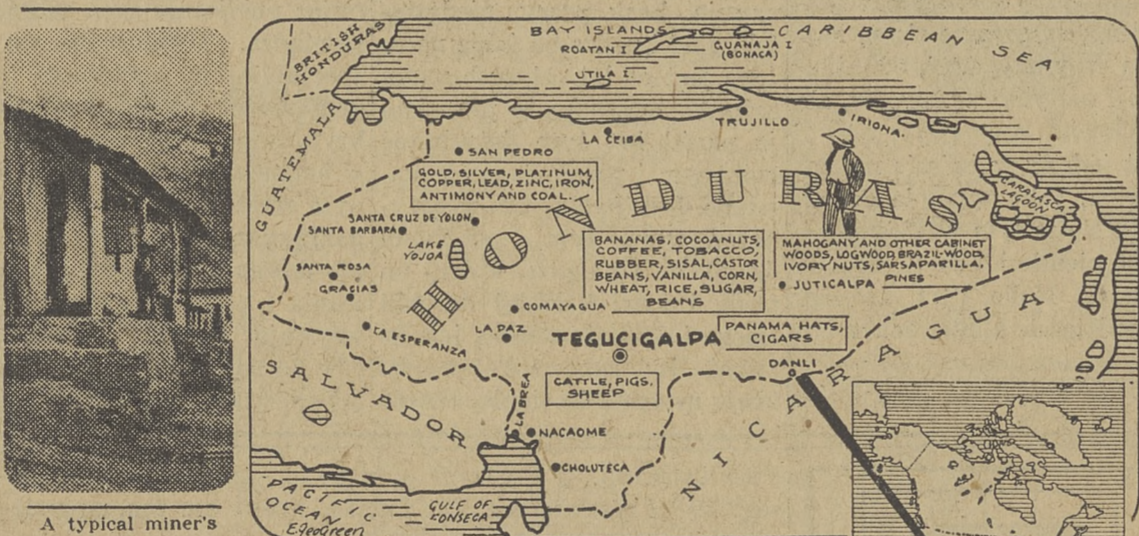 BRITISH
HONDURAS
BAY ISLANDS
CARIBBEAN SEA
ROATAN I
GUANAJA I
(BONACA)
UTILA I.
GUATEMALA
LA CEIBA
TRUJILLO
IRIONA.
SAN PEDRO
GOLD, SILVER, PLATINUM,
COPPER, LEAD, ZINC, IRON,
ANTIMONY AND COAL.
HONDURAS
CARALASCA
LAGOON
SANTA CRUZ DE YOLON
SANTA BARBARA
LAKE
YOJOA
BANANAS, COCOANUTS,
COFFEE, TOBACCO,
RUBBER, SISAL, CASTOR
BEANS, VANILLA, CORN,
WHEAT, RICE, SUGAR,
BEANS
MAHOGANY AND OTHER CABINET
WOODS, LOGWOOD, BRAZIL-WOOD,
IVORY NUTS, SARSAPARILLA,
PINES
SANTA ROSA
GRASIAS
JUTICALPA
COMAYAGUA
LA ESPERANZA
LA PAZ
TEGUCIGALPA
PANAMA HATS,
CIGARS
DANLI
SALVADOR
LA BREA
CATTLE, PIGS.
SHEEP
NICARAGUA
NACAOME
CHOLUTECA
PACIFIC
OCEAN
GULF OF
FONSECA
E.GeoGreen
A typical miner's